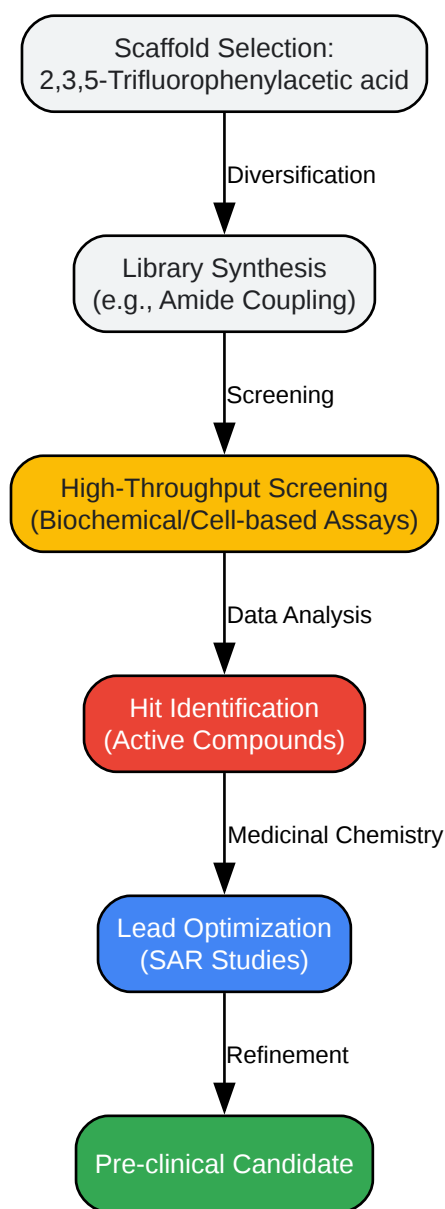 Scaffold Selection:
2,3,5-Trifluorophenylacetic acid
Diversification
Library Synthesis
(e.g., Amide Coupling)
Screening
High-Throughput Screening
(Biochemical/Cell-based Assays)
Data Analysis
Hit Identification
(Active Compounds)
Medicinal Chemistry
Lead Optimization
(SAR Studies)
Refinement
Pre-clinical Candidate